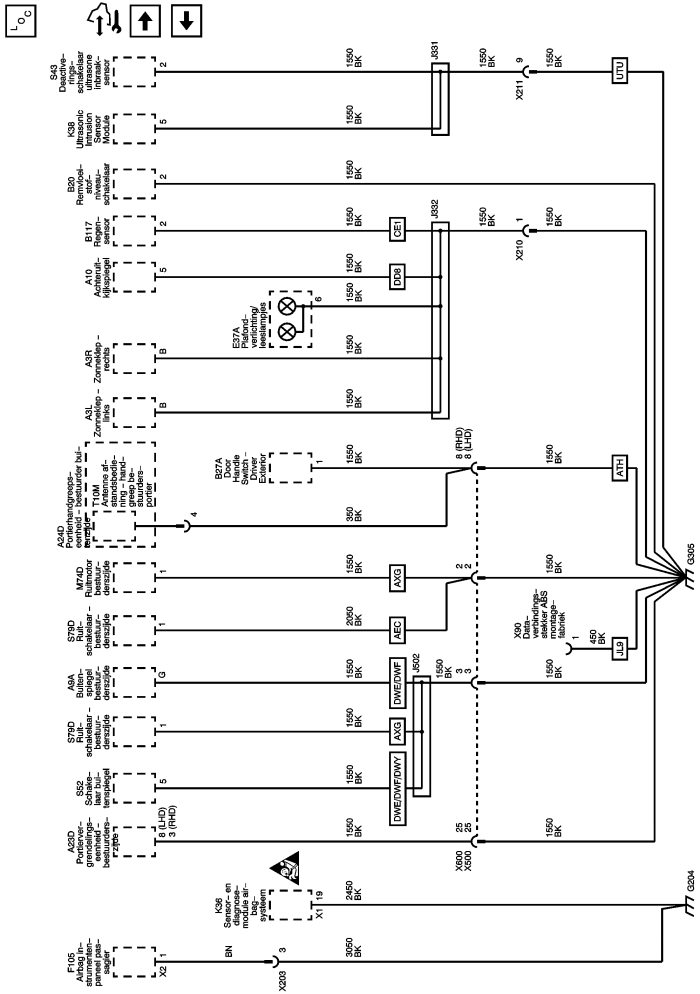 LOC
S43
Deactive-
rings-
schakelaar
ultrasone
inbraak-
sensor
2
1550
BK
J331
1550
BK
9
X211
1550
BK
UTU
K38
Ultrasonic
Intrusion
Sensor
Module
5
1550
BK
B20
Remvloei-
stof-
niveau-
schakelaar
2
1550
BK
B117
Regen-
sensor
2
1550
BK
CE1
J332
1550
BK
1
X210
1550
BK
A10
Achteruit-
kijkspiegel
5
1550
BK
DD8
E37A
Plafond-
verlichting/
leeslampjes
6
1550
BK
A3R
Zonneklep -
rechts
B
1550
BK
A3L
Zonneklep -
links
B
1550
BK
B27A
Door
Handle
Switch -
Driver
Exterior
1
1550
BK
8 (RHD)
8 (LHD)
1550
BK
ATH
A24D
Portierhandgreeps-
eenheid - bestuurder bui-
tenzijde
T10M
Antenne af-
standsbedie-
ning - hand-
greep be-
stuurders-
portier
4
350
BK
M74D
Ruitmotor
bestuur-
derszijde
1
1550
BK
AXG
2
2
1550
BK
G305
S79D
Ruit-
schakelaar -
bestuur-
derszijde
1
2050
BK
AEC
X90
Data-
verbindings-
stekker ABS
montage-
fabriek
1
450
BK
JL9
A9A
Buiten-
spiegel
bestuur-
derszijde
G
1550
BK
DWE/DWF
J502
1550
BK
3
3
1550
BK
S79D
Ruit-
schakelaar -
bestuur-
derszijde
1
1550
BK
AXG
S52
Schake-
laar bui-
tenspiegel
5
1550
BK
DWE/DWF/DWY
A23D
Portierver-
grendelings-
eenheid -
bestuurders-
zijde
8 (LHD)
3 (RHD)
1550
BK
25
25
X600
X500
1550
BK
K36
Sensor- en
diagnose-
module air-
bag-
systeem
19
X1
2450
BK
G204
F105
Airbag in-
strumenten-
paneel pas-
sagier
1
X2
BN
3
X203
3050
BK